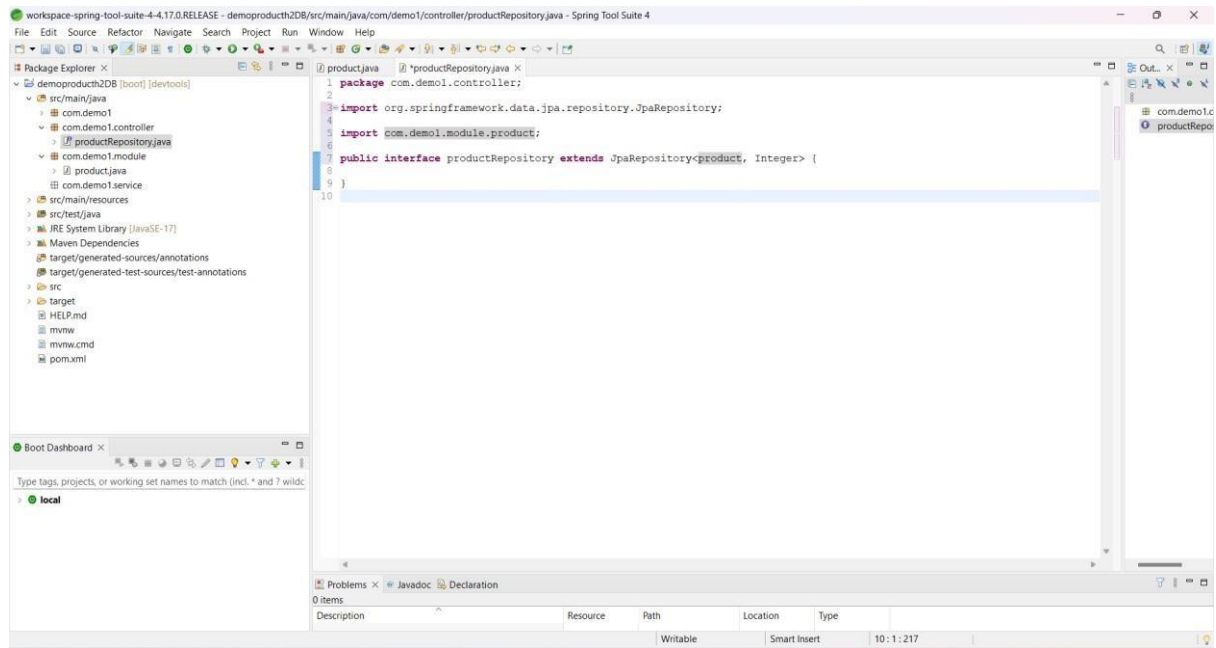 workspace-spring-tool-suite-4-4.17.0.RELEASE - demoproducth2DB/src/main/java/com/demo1/controller/productRepository.java - Spring Tool Suite 4
File Edit Source Refactor Navigate Search Project Run Window Help
Package Explorer
demoproducth2DB [boot] [devtools]
src/main/java
com.demo1
com.demo1.controller
productRepository.java
com.demo1.module
product.java
com.demo1.service
src/main/resources
src/test/java
JRE System Library [JavaSE-17]
Maven Dependencies
target/generated-sources/annotations
target/generated-test-sources/test-annotations
src
target
HELP.md
mvnw
mvnw.cmd
pom.xml
Boot Dashboard
Type tags, projects, or working set names to match (incl. * and ? wildc
local
product.java *productRepository.java
1 package com.demo1.controller;
2
3 import org.springframework.data.jpa.repository.JpaRepository;
4
5 import com.demo1.module.product;
6
7 public interface productRepository extends JpaRepository<product, Integer> {
8
9 }
10
Out...
com.demo1.c
productRepo
Problems Javadoc Declaration
0 items
Description Resource Path Location Type
Writable Smart Insert 10 : 1 : 217